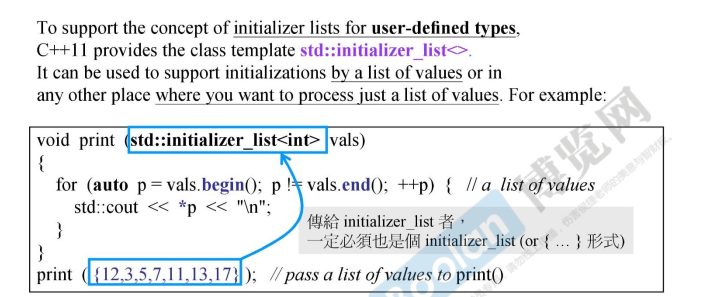 To support the concept of initializer lists for user-defined types,
C++11 provides the class template std::initializer_list<>.
It can be used to support initializations by a list of values or in
any other place where you want to process just a list of values. For example:
void print (std::initializer_list<int> vals)
{
for (auto p = vals.begin(); p != vals.end(); ++p) { // a list of values
std::cout << *p << "\n";
}
}
傳給 initializer_list 者，
一定必須也是個 initializer_list (or { … } 形式)
print ( {12,3,5,7,11,13,17} ); // pass a list of values to print()
Boolan 博览网